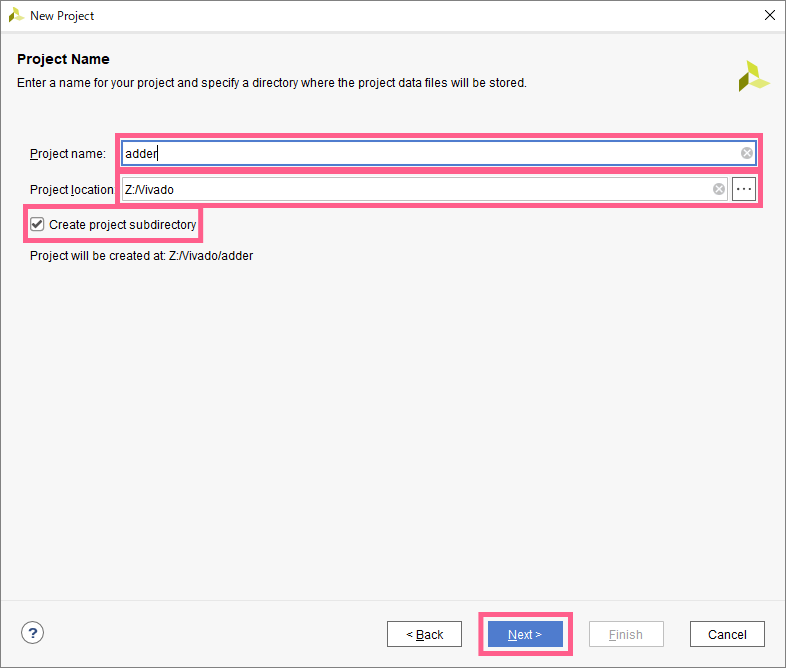 New Project
Project Name
Enter a name for your project and specify a directory where the project data files will be stored.
Project name: adder
Project location: Z:/Vivado ...
Create project subdirectory
Project will be created at: Z:/Vivado/adder
? < Back Next > Finish Cancel